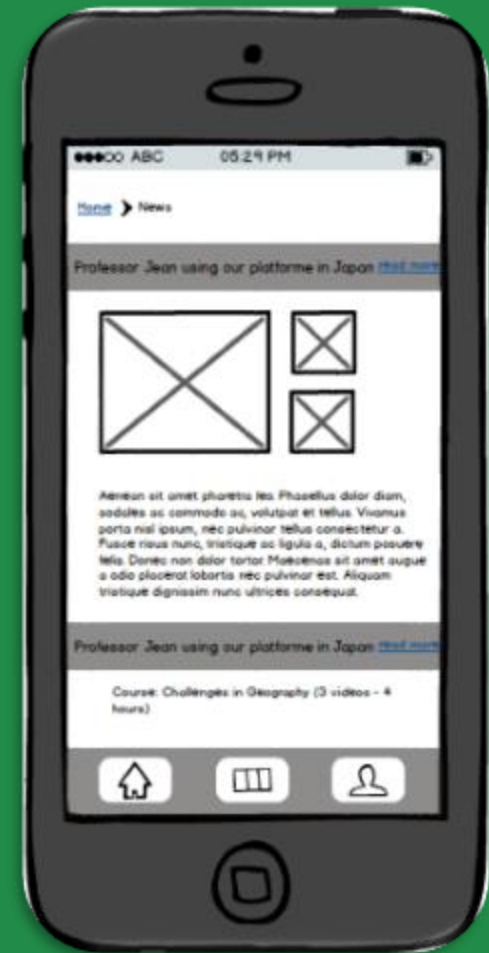 ABC 05:29 PM
Home > News
Professor Jean using our platforme in Japan read more
Aenean sit amet pharetra leo. Phasellus dolor diam,
sodales ac commodo ac, volutpat et tellus. Vivamus
porta nisl ipsum, nec pulvinar tellus consectetur a.
Fusce risus nunc, tristique ac ligula a, dictum posuere
felis. Donec non dolor tortor. Maecenas sit amet augue
a odio placerat lobortis nec pulvinar est. Aliquam
tristique dignissim nunc ultrices consequat.
Professor Jean using our platforme in Japan read more
Course: Challenges in Geography (3 videos - 4
hours)